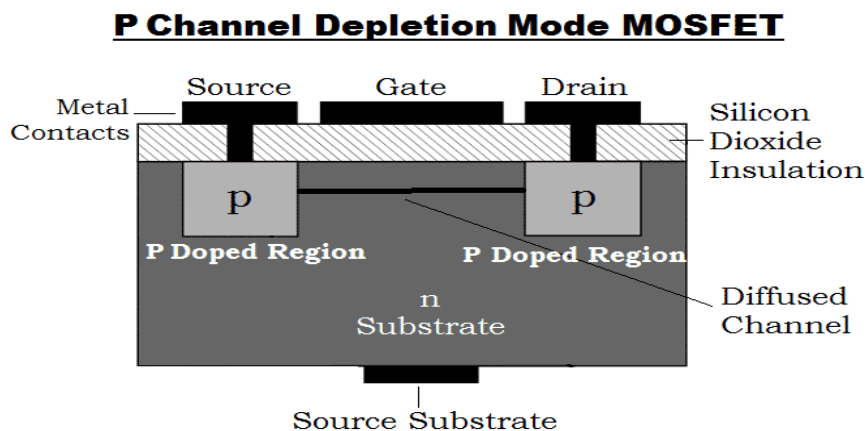 P Channel Depletion Mode MOSFET
Source
Gate
Drain
Metal
Contacts
Silicon
Dioxide
Insulation
p
p
P Doped Region
P Doped Region
n
Substrate
Diffused
Channel
Source Substrate